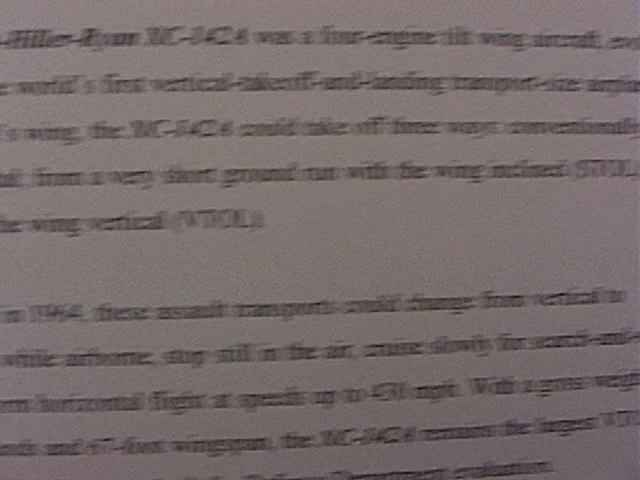 -Hiller-Ryan XC-142A was a four-engine tilt wing aircraft,
world's first vertical-takeoff-and-landing transport-size
's wing, the XC-142A could take off three ways: conventionally
from a very short ground run with the wing inclined (STOL)
the wing vertical (VTOL).
in 1964, these assault transports could change from vertical to
while airborne, stop still in the air, cruise slowly for search-and-
horizontal flight at speeds up to 430 mph. With a gross
and 67-foot wingspan, the XC-142A remains the largest
Defense Department evaluation.